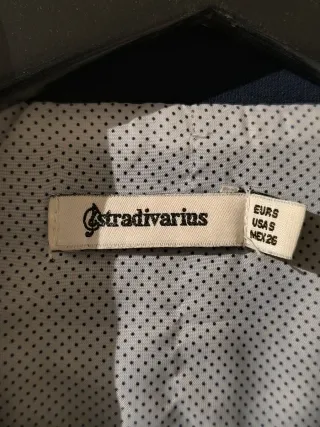 Stradivarius
EUR S
USA S
MEX 26